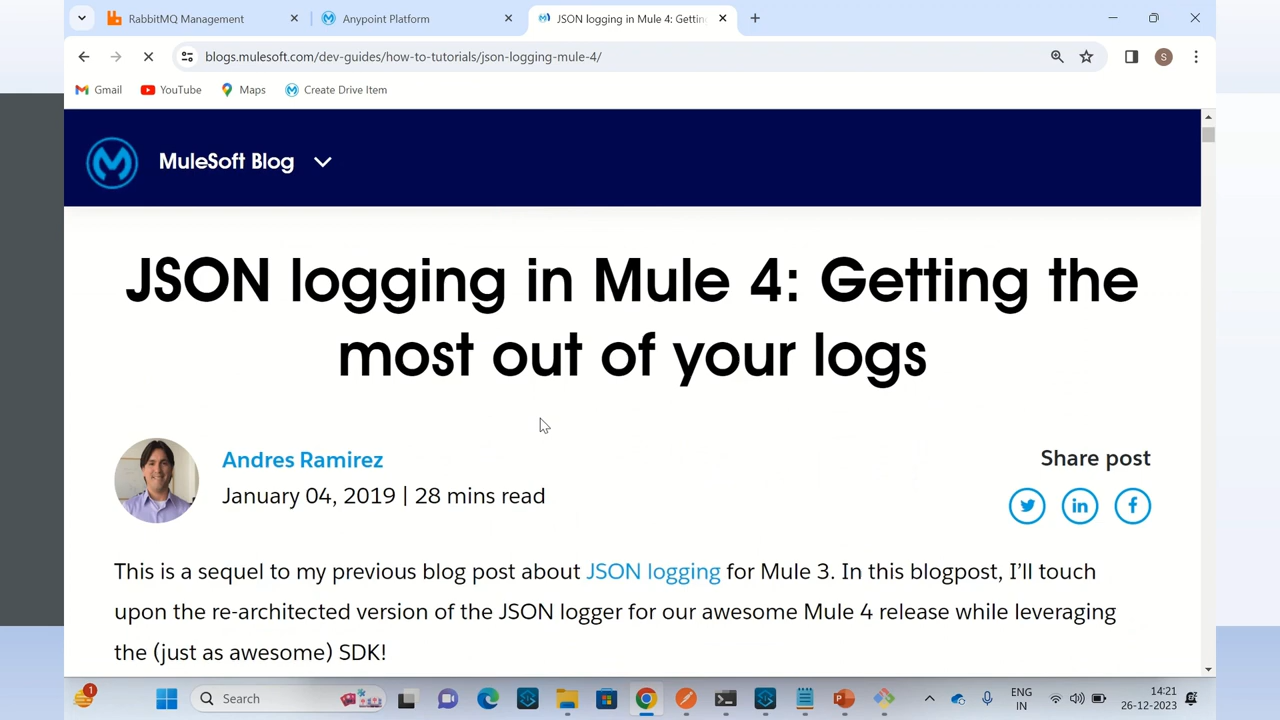 RabbitMQ Management
Anypoint Platform
JSON logging in Mule 4: Gettin
blogs.mulesoft.com/dev-guides/how-to-tutorials/json-logging-mule-4/
S
Gmail
YouTube
Maps
Create Drive Item
MuleSoft Blog
JSON logging in Mule 4: Getting the
most out of your logs
Andres Ramirez
January 04, 2019 | 28 mins read
Share post
This is a sequel to my previous blog post about JSON logging for Mule 3. In this blogpost, I’ll touch
upon the re-architected version of the JSON logger for our awesome Mule 4 release while leveraging
the (just as awesome) SDK!
1
Search
ENG
IN
14:21
26-12-2023